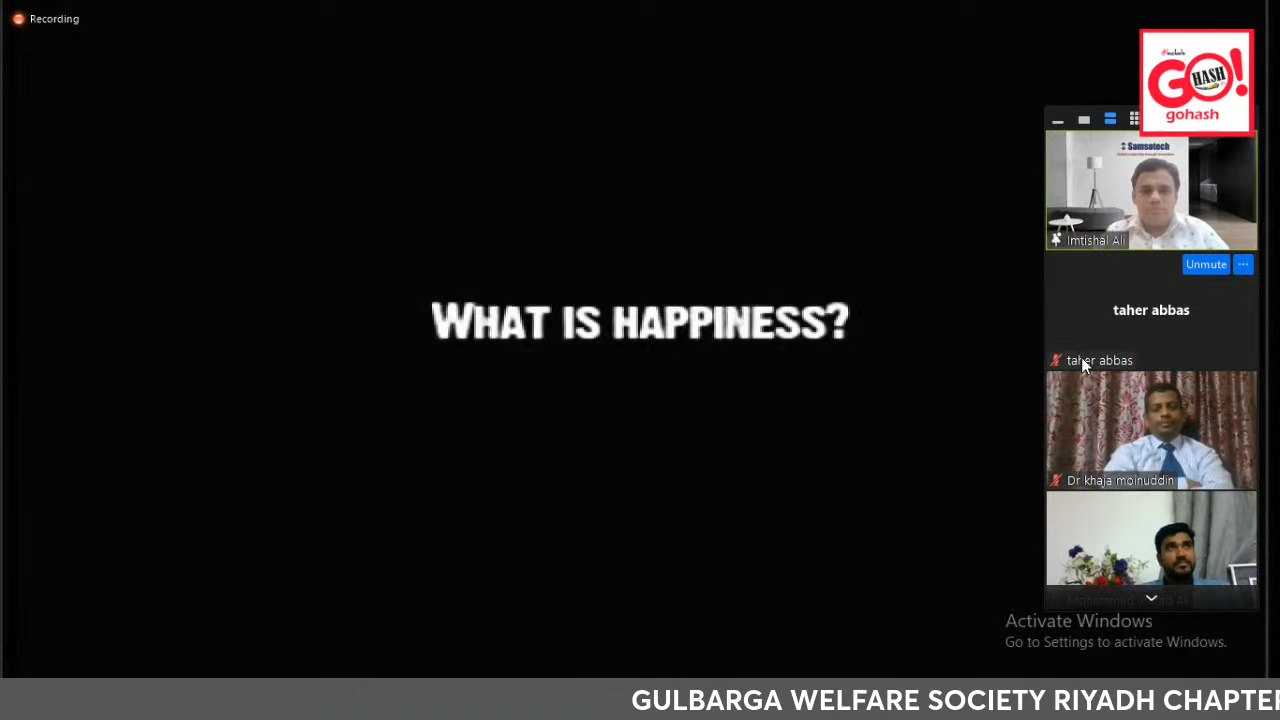 Recording
GO!
HASH
gohash
Samsotech
Imtishal Ali
Unmute
taher abbas
taher abbas
WHAT IS HAPPINESS?
Dr khaja moinuddin
Activate Windows
Go to Settings to activate Windows.
GULBARGA WELFARE SOCIETY RIYADH CHAPTER